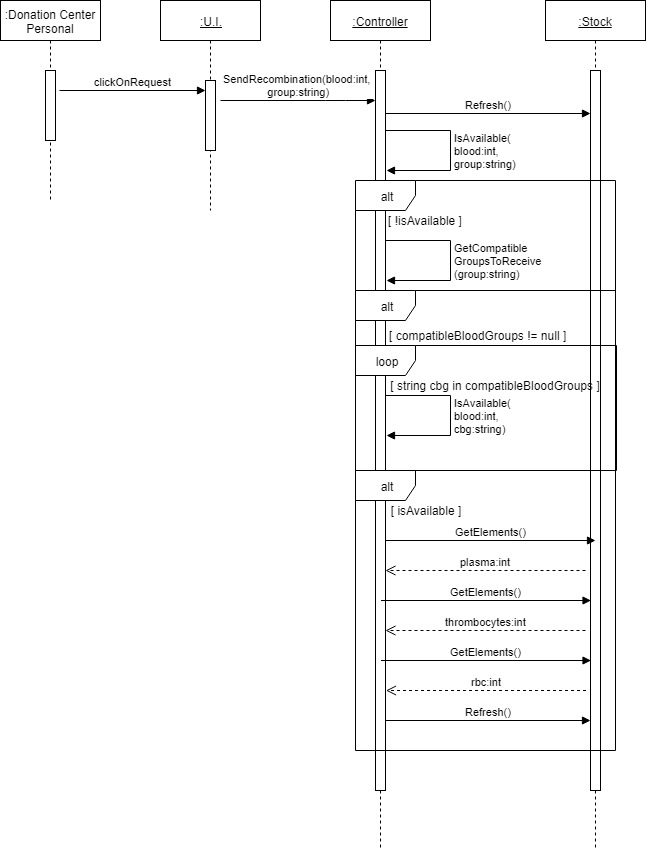 :Donation Center
Personal
:U.I.
:Controller
:Stock
clickOnRequest
SendRecombination(blood:int,
group:string)
Refresh()
IsAvailable(
blood:int,
group:string)
alt
[ !isAvailable ]
GetCompatible
GroupsToReceive
(group:string)
alt
[ compatibleBloodGroups != null ]
loop
[ string cbg in compatibleBloodGroups ]
IsAvailable(
blood:int,
cbg:string)
alt
[ isAvailable ]
GetElements()
plasma:int
GetElements()
thrombocytes:int
GetElements()
rbc:int
Refresh()